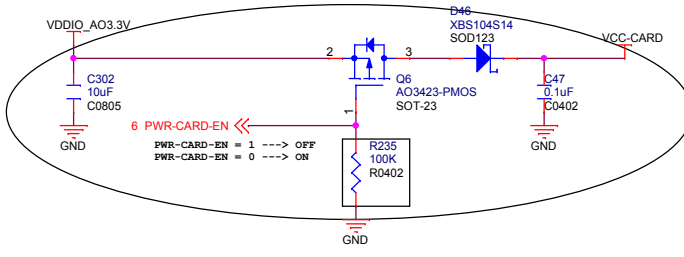 D46
XBS104S14
SOD123
VDDIO_AO3.3V
VCC-CARD
2
3
C302
10uF
C0805
Q6
AO3423-PMOS
SOT-23
C47
0.1uF
C0402
1
6 PWR-CARD-EN
GND
GND
PWR-CARD-EN = 1 ---> OFF
PWR-CARD-EN = 0 ---> ON
R235
100K
R0402
GND